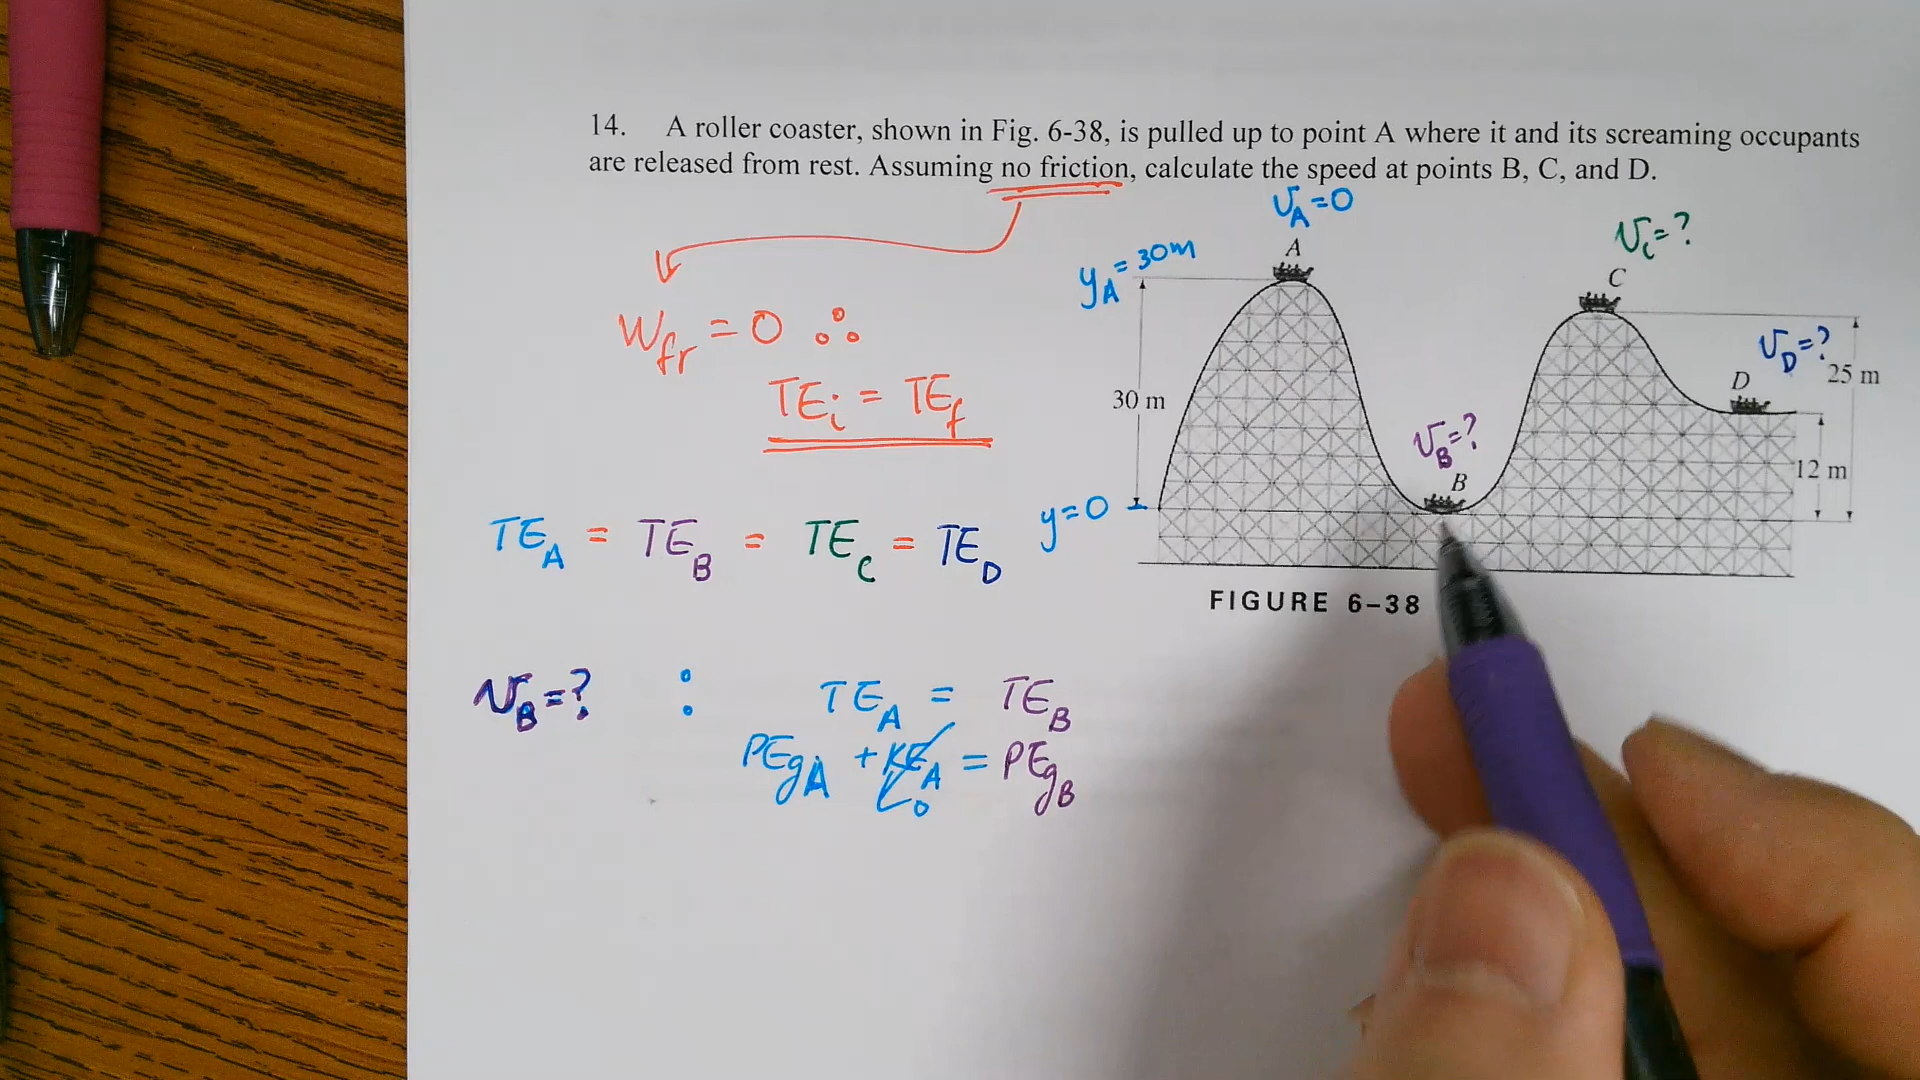 14. A roller coaster, shown in Fig. 6-38, is pulled up to point A where it and its screaming occupants
are released from rest. Assuming no friction, calculate the speed at points B, C, and D.
v_A=0
v_C=?
y_A=30m
A
C
W_fr = 0 ∴
v_D=?
D
25 m
TE_i = TE_f
30 m
v_B=?
12 m
B
y=0
TE_A = TE_B = TE_C = TE_D
FIGURE 6–38
v_B=? : TE_A = TE_B
PE_gA + KE_A = PE_gB
0